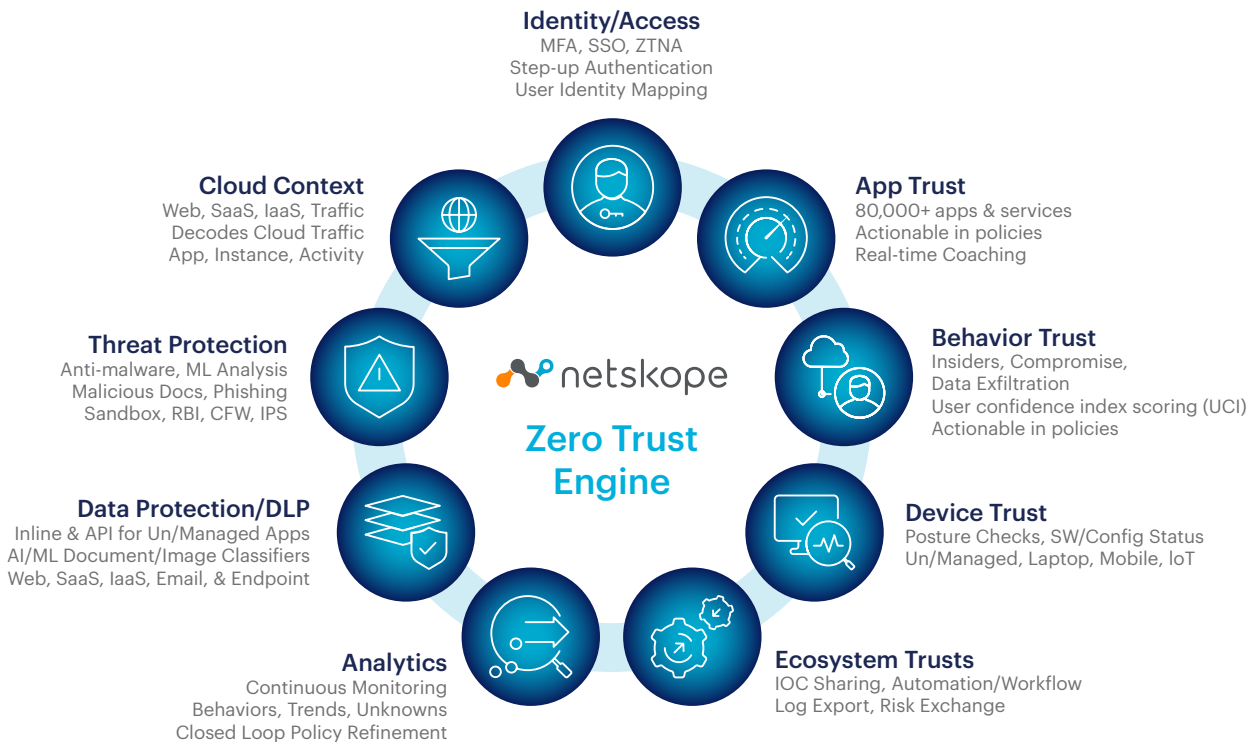 Identity/Access
MFA, SSO, ZTNA
Step-up Authentication
User Identity Mapping
App Trust
80,000+ apps & services
Actionable in policies
Real-time Coaching
Behavior Trust
Insiders, Compromise,
Data Exfiltration
User confidence index scoring (UCI)
Actionable in policies
Device Trust
Posture Checks, SW/Config Status
Un/Managed, Laptop, Mobile, IoT
Ecosystem Trusts
IOC Sharing, Automation/Workflow
Log Export, Risk Exchange
Analytics
Continuous Monitoring
Behaviors, Trends, Unknowns
Closed Loop Policy Refinement
Data Protection/DLP
Inline & API for Un/Managed Apps
AI/ML Document/Image Classifiers
Web, SaaS, IaaS, Email, & Endpoint
Threat Protection
Anti-malware, ML Analysis
Malicious Docs, Phishing
Sandbox, RBI, CFW, IPS
Cloud Context
Web, SaaS, IaaS, Traffic
Decodes Cloud Traffic
App, Instance, Activity
netskope
Zero Trust
Engine